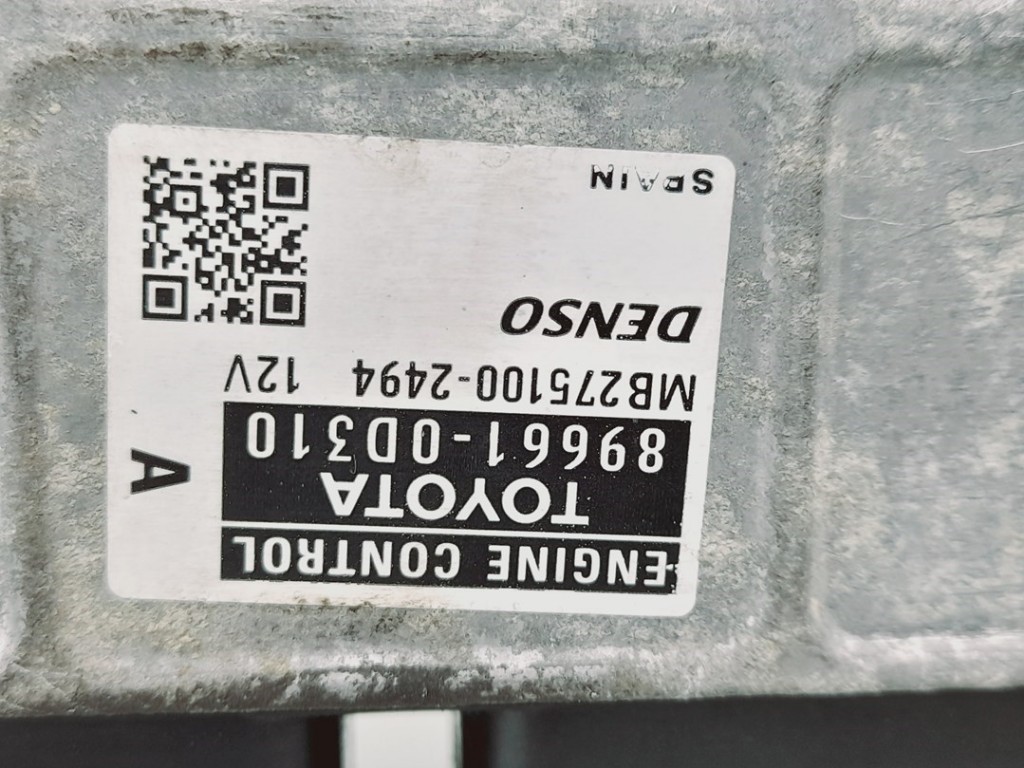 ENGINE CONTROL
TOYOTA
89661-0D310
MB275100-2494 12V
DENSO
SPAIN
A